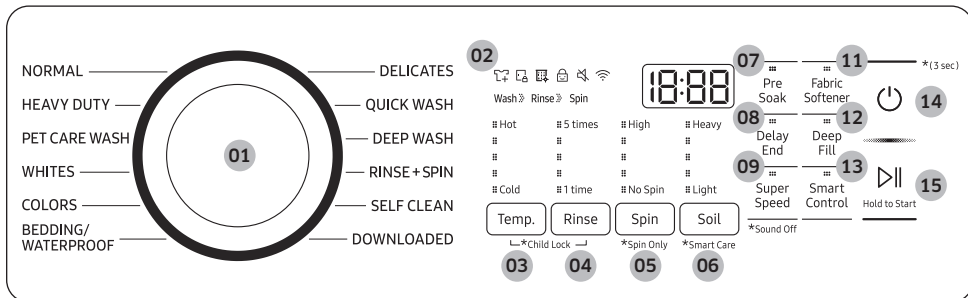 NORMAL
HEAVY DUTY
PET CARE WASH
WHITES
COLORS
BEDDING/
WATERPROOF
01
DELICATES
QUICK WASH
DEEP WASH
RINSE+SPIN
SELF CLEAN
DOWNLOADED
02
Wash» Rinse» Spin
18:88
Hot 5 times High Heavy
Cold 1 time No Spin Light
Temp. Rinse Spin Soil
*Child Lock *Spin Only *Smart Care
03 04 05 06
07 11
Pre Soak
Fabric Softener
08 12
Delay End
Deep Fill
09 13
Super Speed
Smart Control
*Sound Off
*(3 sec)
14
15
Hold to Start